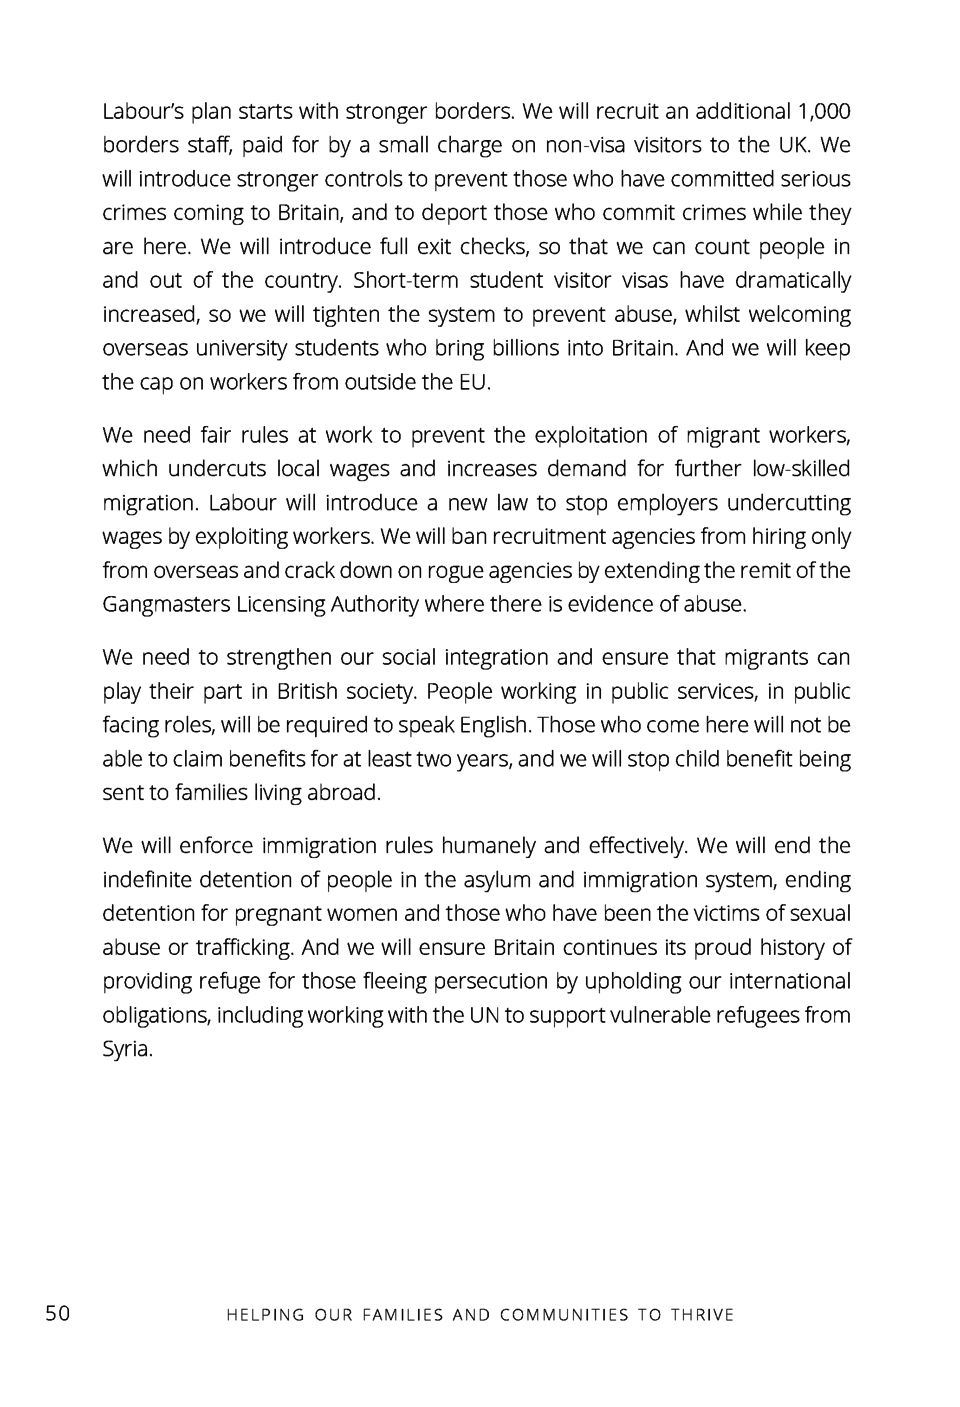 Labour’s plan starts with stronger borders. We will recruit an additional 1,000
borders staff, paid for by a small charge on non-visa visitors to the UK. We
will introduce stronger controls to prevent those who have committed serious
crimes coming to Britain, and to deport those who commit crimes while they
are here. We will introduce full exit checks, so that we can count people in
and out of the country. Short-term student visitor visas have dramatically
increased, so we will tighten the system to prevent abuse, whilst welcoming
overseas university students who bring billions into Britain. And we will keep
the cap on workers from outside the EU.
We need fair rules at work to prevent the exploitation of migrant workers,
which undercuts local wages and increases demand for further low-skilled
migration. Labour will introduce a new law to stop employers undercutting
wages by exploiting workers. We will ban recruitment agencies from hiring only
from overseas and crack down on rogue agencies by extending the remit of the
Gangmasters Licensing Authority where there is evidence of abuse.
We need to strengthen our social integration and ensure that migrants can
play their part in British society. People working in public services, in public
facing roles, will be required to speak English. Those who come here will not be
able to claim benefits for at least two years, and we will stop child benefit being
sent to families living abroad.
We will enforce immigration rules humanely and effectively. We will end the
indefinite detention of people in the asylum and immigration system, ending
detention for pregnant women and those who have been the victims of sexual
abuse or trafficking. And we will ensure Britain continues its proud history of
providing refuge for those fleeing persecution by upholding our international
obligations, including working with the UN to support vulnerable refugees from
Syria.
50 HELPING OUR FAMILIES AND COMMUNITIES TO THRIVE